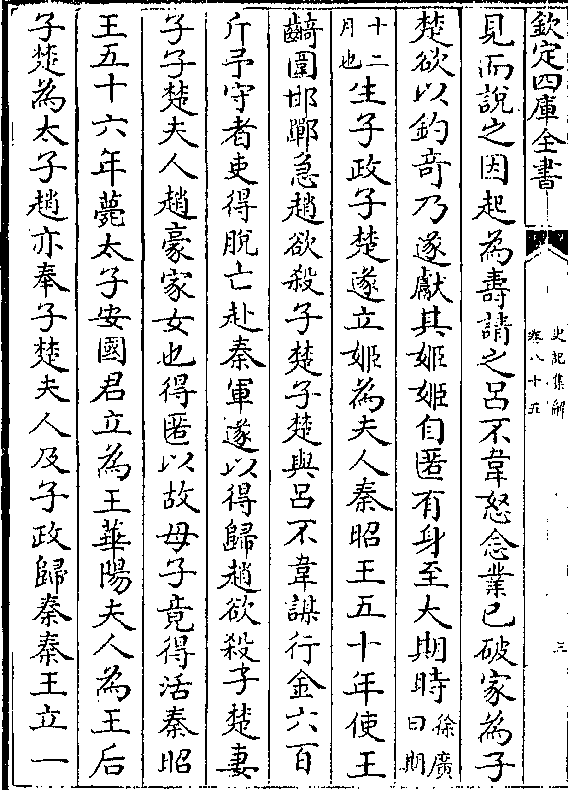 欽定四庫全書
史記集解
卷八十五
三
見而說之因起為壽請之呂不韋怒念業已破家為子
楚欲以釣竒乃遂獻其姬姬自匿有身至大期時徐廣曰期
十二月也生子政子楚遂立姬為夫人秦昭王五十年使王
齮圍邯鄲急趙欲殺子楚子楚與呂不韋謀行金六百
斤予守者吏得脫亡赴秦軍遂以得歸趙欲殺子楚妻
子子楚夫人趙豪家女也得匿以故母子竟得活秦昭
王五十六年薨太子安國君立為王華陽夫人為王后
子楚為太子趙亦奉子楚夫人及子政歸秦秦王立一